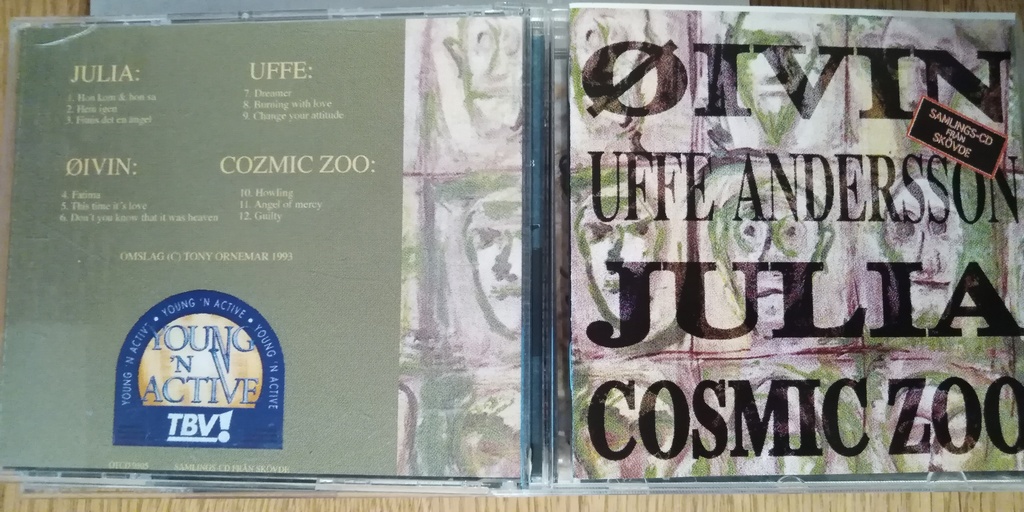 JULIA:
1. Hon kom & hon sa
2. Hem igen
3. Finns det en ängel
UFFE:
7. Dreamer
8. Burning with love
9. Change your attitude
ØIVIN:
4. Fatima
5. This time it's love
6. Don't you know that it was heaven
COZMIC ZOO:
10. Howling
11. Angel of mercy
12. Guilty
OMSLAG (C) TONY ORNEMAR 1993
YOUNG 'N ACTIVE • YOUNG 'N ACTIVE • YOUNG 'N ACTIVE
YOUNG
'N
ACTIVE
TBV!
SAMLINGS-CD FRÅN SKÖVDE
ØIVIN
SAMLINGS-CD
FRÅN
SKÖVDE
UFFE ANDERSSON
JULIA
COSMIC ZOO